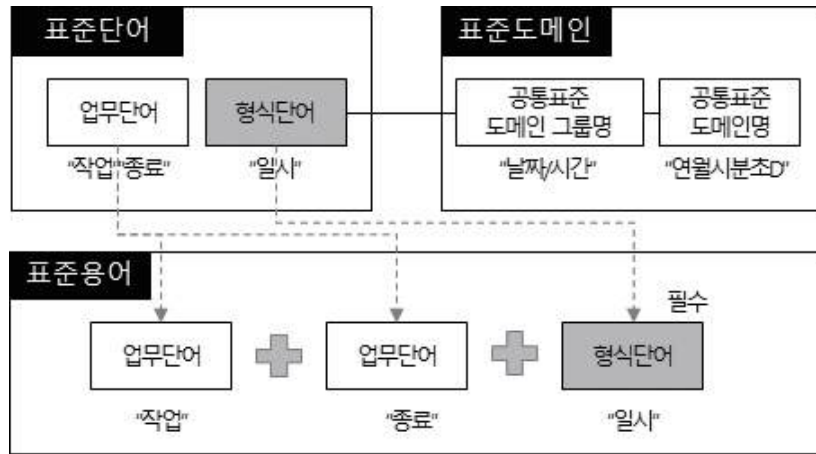 표준단어
표준도메인
업무단어
형식단어
공통표준
도메인 그룹명
공통표준
도메인명
"작업"종료"
"일시"
"날짜/시간"
"연월시분초D"
표준용어
필수
업무단어
업무단어
형식단어
"작업"
"종료"
"일시"